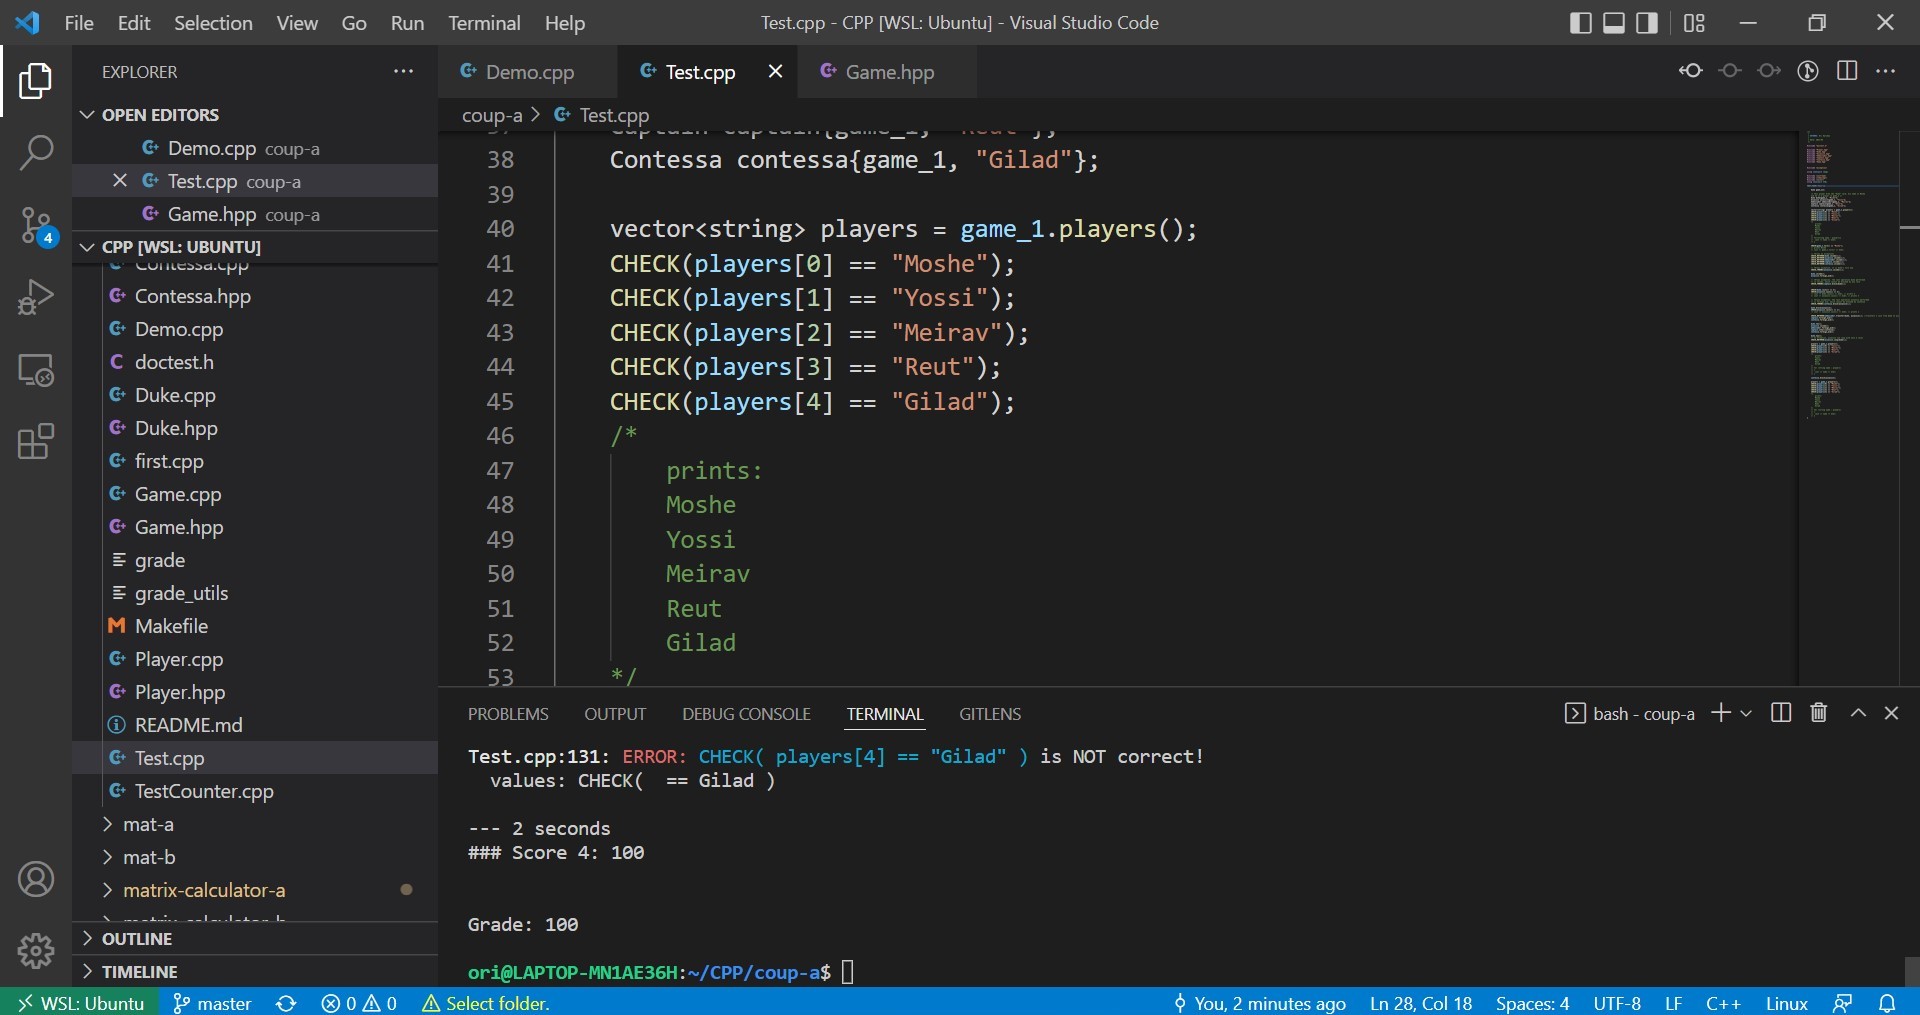 File Edit Selection View Go Run Terminal Help
Test.cpp - CPP [WSL: Ubuntu] - Visual Studio Code
EXPLORER
OPEN EDITORS
Demo.cpp coup-a
Test.cpp coup-a
Game.hpp coup-a
CPP [WSL: UBUNTU]
Contessa.cpp
Contessa.hpp
Demo.cpp
doctest.h
Duke.cpp
Duke.hpp
first.cpp
Game.cpp
Game.hpp
grade
grade_utils
Makefile
Player.cpp
Player.hpp
README.md
Test.cpp
TestCounter.cpp
mat-a
mat-b
matrix-calculator-a
matrix-calculator-b
OUTLINE
TIMELINE
4
Demo.cpp Test.cpp Game.hpp
coup-a > Test.cpp
37 Captain captain{game_1, "Reut"};
38 Contessa contessa{game_1, "Gilad"};
39
40 vector<string> players = game_1.players();
41 CHECK(players[0] == "Moshe");
42 CHECK(players[1] == "Yossi");
43 CHECK(players[2] == "Meirav");
44 CHECK(players[3] == "Reut");
45 CHECK(players[4] == "Gilad");
46 /*
47 prints:
48 Moshe
49 Yossi
50 Meirav
51 Reut
52 Gilad
53 */
PROBLEMS OUTPUT DEBUG CONSOLE TERMINAL GITLENS
bash - coup-a
Test.cpp:131: ERROR: CHECK( players[4] == "Gilad" ) is NOT correct!
values: CHECK(  == Gilad )
--- 2 seconds
### Score 4: 100
Grade: 100
ori@LAPTOP-MN1AE36H:~/CPP/coup-a$
WSL: Ubuntu master 0 0 Select folder. You, 2 minutes ago Ln 28, Col 18 Spaces: 4 UTF-8 LF C++ Linux